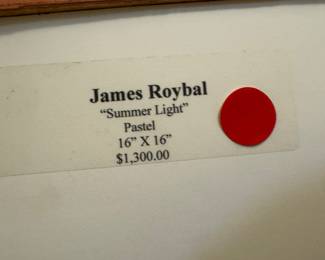 James Roybal
“Summer Light”
Pastel
16” X 16”
$1,300.00